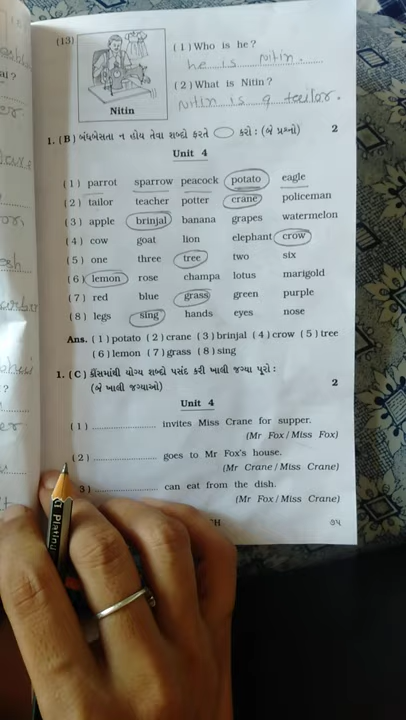 (13)
(1) Who is he?
he is Nitin.
(2) What is Nitin?
Nitin is a tailor.
Nitin
1. (B) બંધબેસતા ન હોય તેવા શબ્દો ફરતે ◯ કરો : (બે પ્રશ્નો) 2
Unit 4
(1) parrot sparrow peacock potato eagle
(2) tailor teacher potter crane policeman
(3) apple brinjal banana grapes watermelon
(4) cow goat lion elephant crow
(5) one three tree two six
(6) lemon rose champa lotus marigold
(7) red blue grass green purple
(8) legs sing hands eyes nose
Ans. (1) potato (2) crane (3) brinjal (4) crow (5) tree
(6) lemon (7) grass (8) sing
1. (C) કૌંસમાંથી યોગ્ય શબ્દો પસંદ કરી ખાલી જગ્યા પૂરો :
(બે ખાલી જગ્યાઓ) 2
Unit 4
(1) .................... invites Miss Crane for supper.
(Mr Fox / Miss Fox)
(2) .................... goes to Mr Fox's house.
(Mr Crane / Miss Crane)
3) .................... can eat from the dish.
(Mr Fox / Miss Crane)
૭૫
Platinu